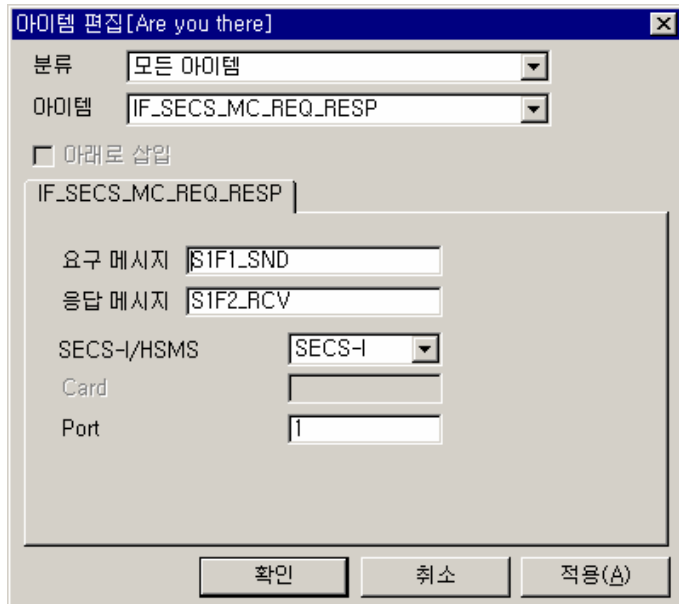 아이템 편집[Are you there]
분류 모든 아이템
아이템 IF_SECS_MC_REQ_RESP
아래로 삽입
IF_SECS_MC_REQ_RESP
요구 메시지 S1F1_SND
응답 메시지 S1F2_RCV
SECS-I/HSMS SECS-I
Card
Port 1
확인 취소 적용(A)